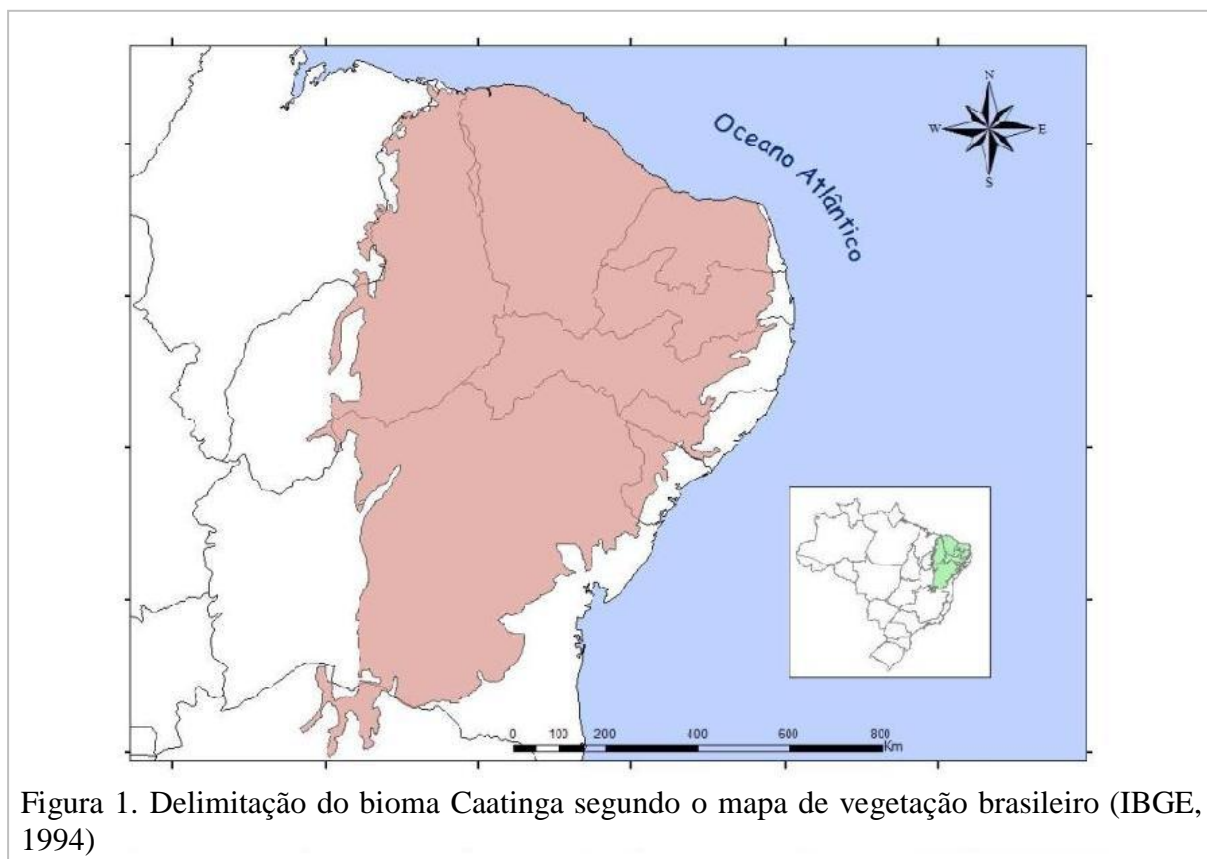 N
W
E
S
Oceano Atlântico
0
100
200
400
600
800
Km
Figura 1. Delimitação do bioma Caatinga segundo o mapa de vegetação brasileiro (IBGE,
1994)